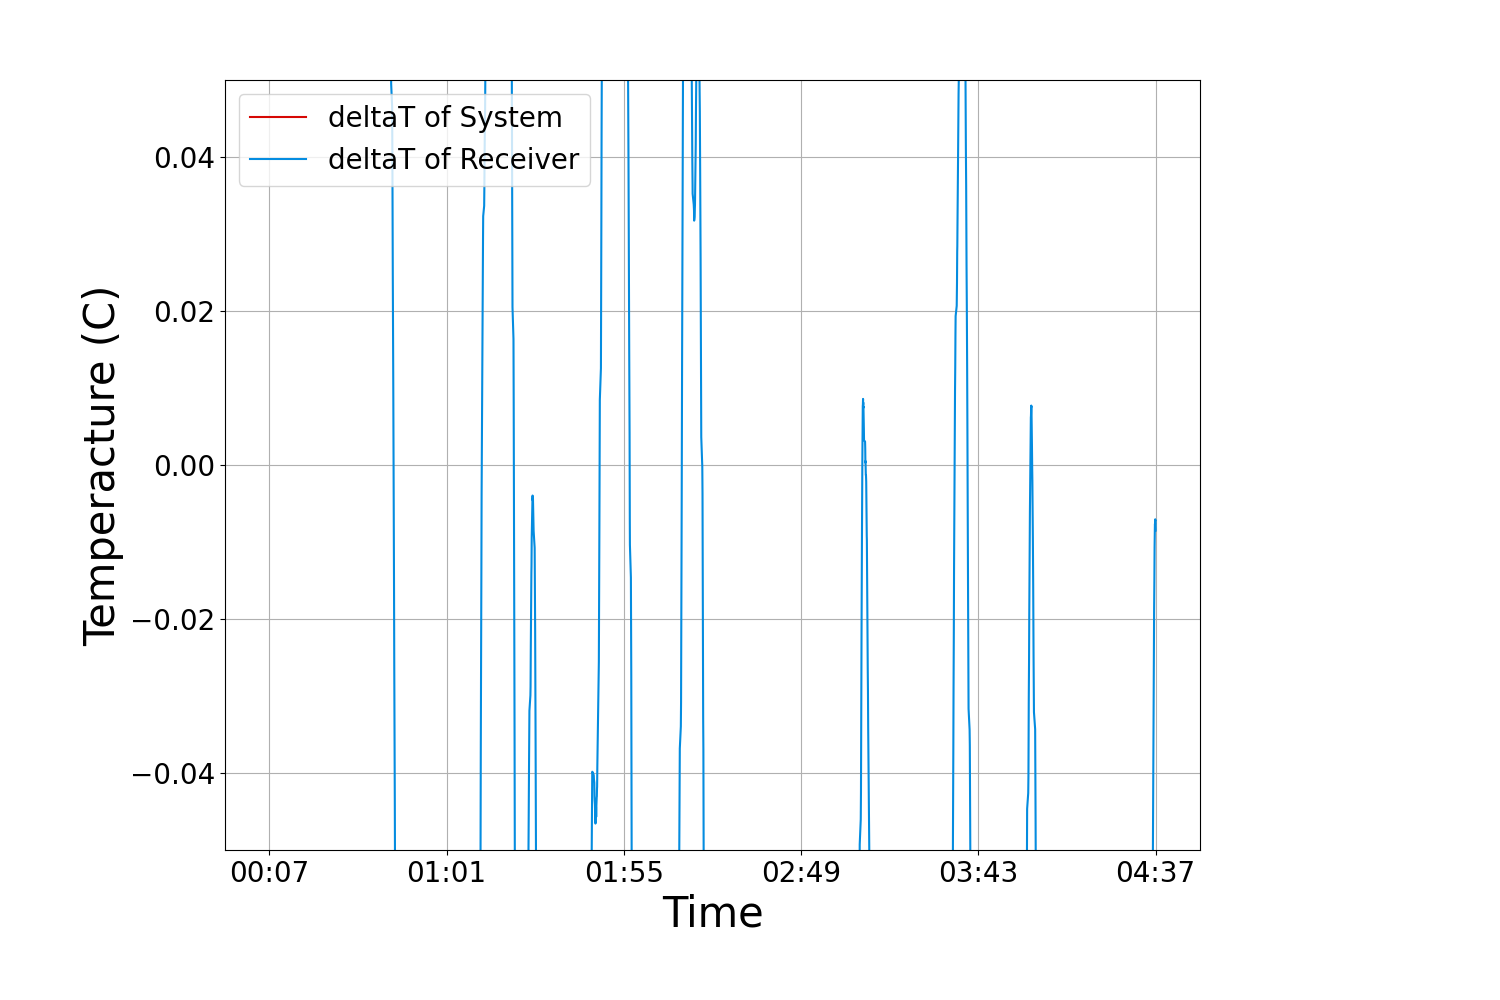 deltaT of System
deltaT of Receiver
0.04
0.02
0.00
−0.02
−0.04
Temperacture (C)
00:07 01:01 01:55 02:49 03:43 04:37
Time